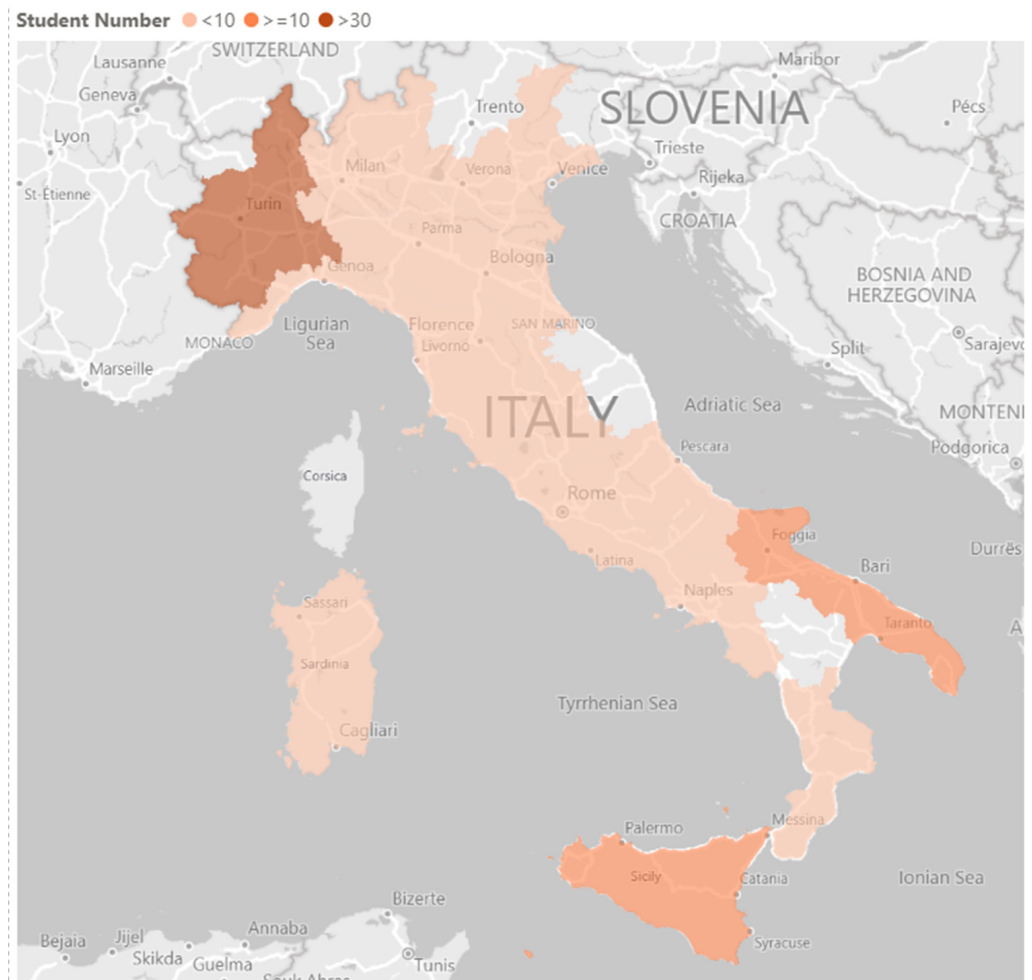 Student Number <10 >=10 >30
SWITZERLAND
Lausanne
Maribor
Geneva
Trento
SLOVENIA
Pécs
Lyon
Trieste
Milan
Verona
Venice
Rijeka
St-Étienne
Turin
CROATIA
Parma
Bologna
Genoa
BOSNIA AND
HERZEGOVINA
Ligurian
Sea
Florence
SAN MARINO
MONACO
Livorno
Sarajevo
Split
Marseille
ITALY
Adriatic Sea
MONTENI
Pescara
Podgorica
Corsica
Rome
Foggia
Durrës
Latina
Bari
Naples
Sassari
Taranto
A
Sardinia
Tyrrhenian Sea
Cagliari
Messina
Palermo
Sicily
Catania
Ionian Sea
Bizerte
Annaba
Bejaia
Jijel
Syracuse
Skikda
Guelma
Tunis
Souk Ahras